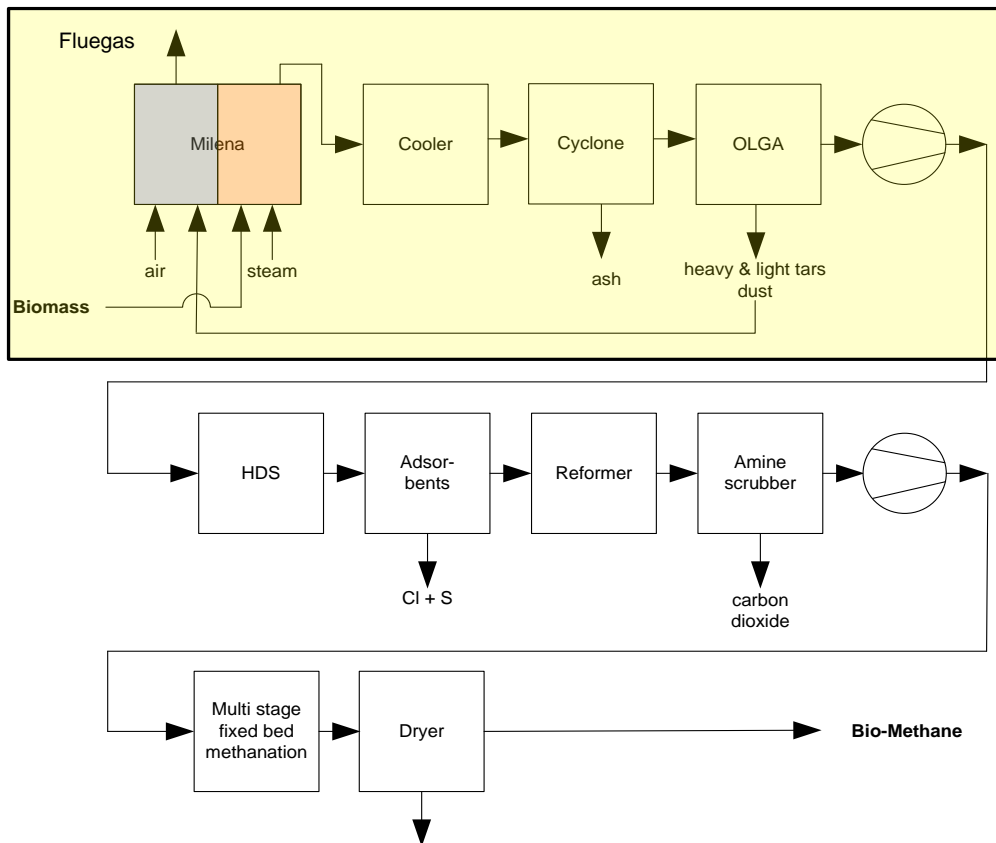 Fluegas
Milena
Cooler
Cyclone
OLGA
air
steam
ash
heavy & light tars
dust
Biomass
HDS
Adsor-
bents
Reformer
Amine
scrubber
Cl + S
carbon
dioxide
Multi stage
fixed bed
methanation
Dryer
Bio-Methane